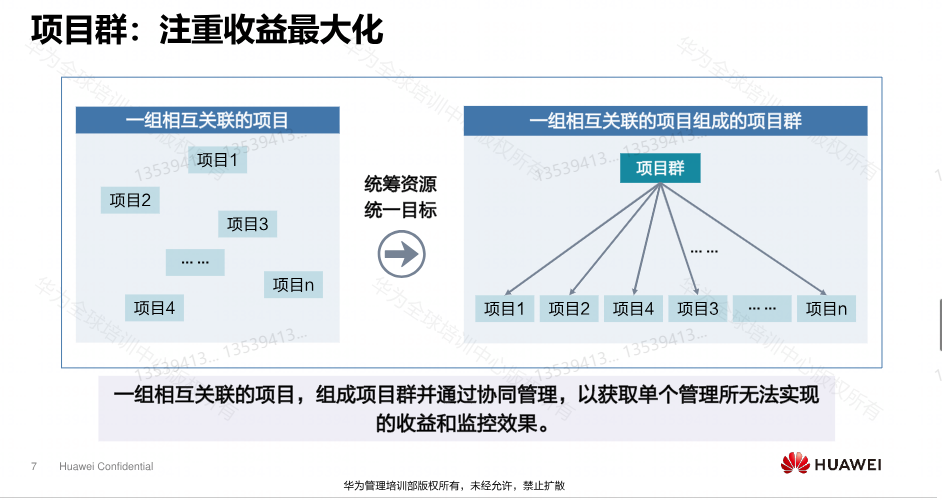 项目群：注重收益最大化
一组相互关联的项目
项目1
项目2
项目3
... ...
项目n
项目4
统筹资源
统一目标
一组相互关联的项目组成的项目群
项目群
... ...
项目1
项目2
项目4
项目3
... ...
项目n
一组相互关联的项目，组成项目群并通过协同管理，以获取单个管理所无法实现
的收益和监控效果。
7 Huawei Confidential
HUAWEI
华为管理培训部版权所有，未经允许，禁止扩散
13539413... 13539413...
13539413... 13539413...